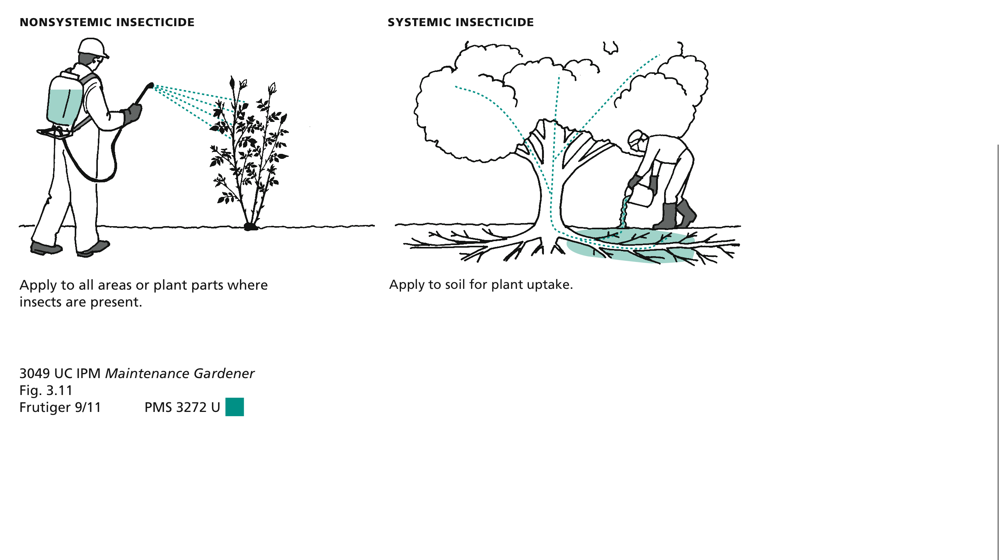 NONSYSTEMIC INSECTICIDE
Apply to all areas or plant parts where
insects are present.
SYSTEMIC INSECTICIDE
Apply to soil for plant uptake.
3049 UC IPM Maintenance Gardener
Fig. 3.11
Frutiger 9/11 PMS 3272 U